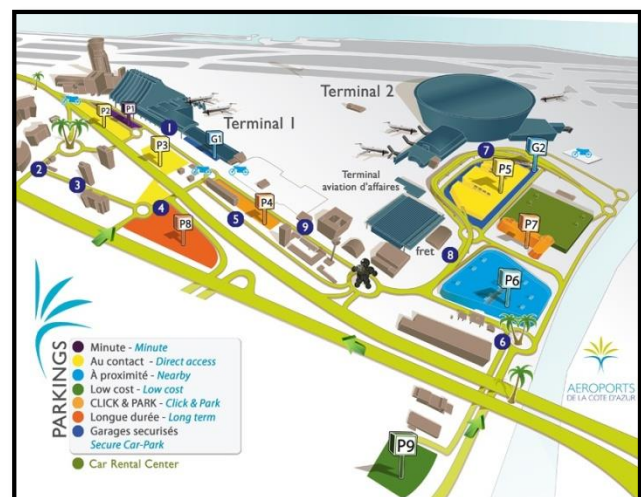 Terminal 2
P2
P1
1
Terminal 1
G1
P3
7
G2
P5
Terminal
aviation d'affaires
2
3
4
5
P4
9
P8
fret
8
P7
P6
6
PARKINGS
Minute - Minute
Au contact - Direct access
À proximité - Nearby
Low cost - Low cost
CLICK & PARK - Click & Park
Longue durée - Long term
Garages securisés
Secure Car-Park
Car Rental Center
AEROPORTS
DE LA COTE D'AZUR
P9